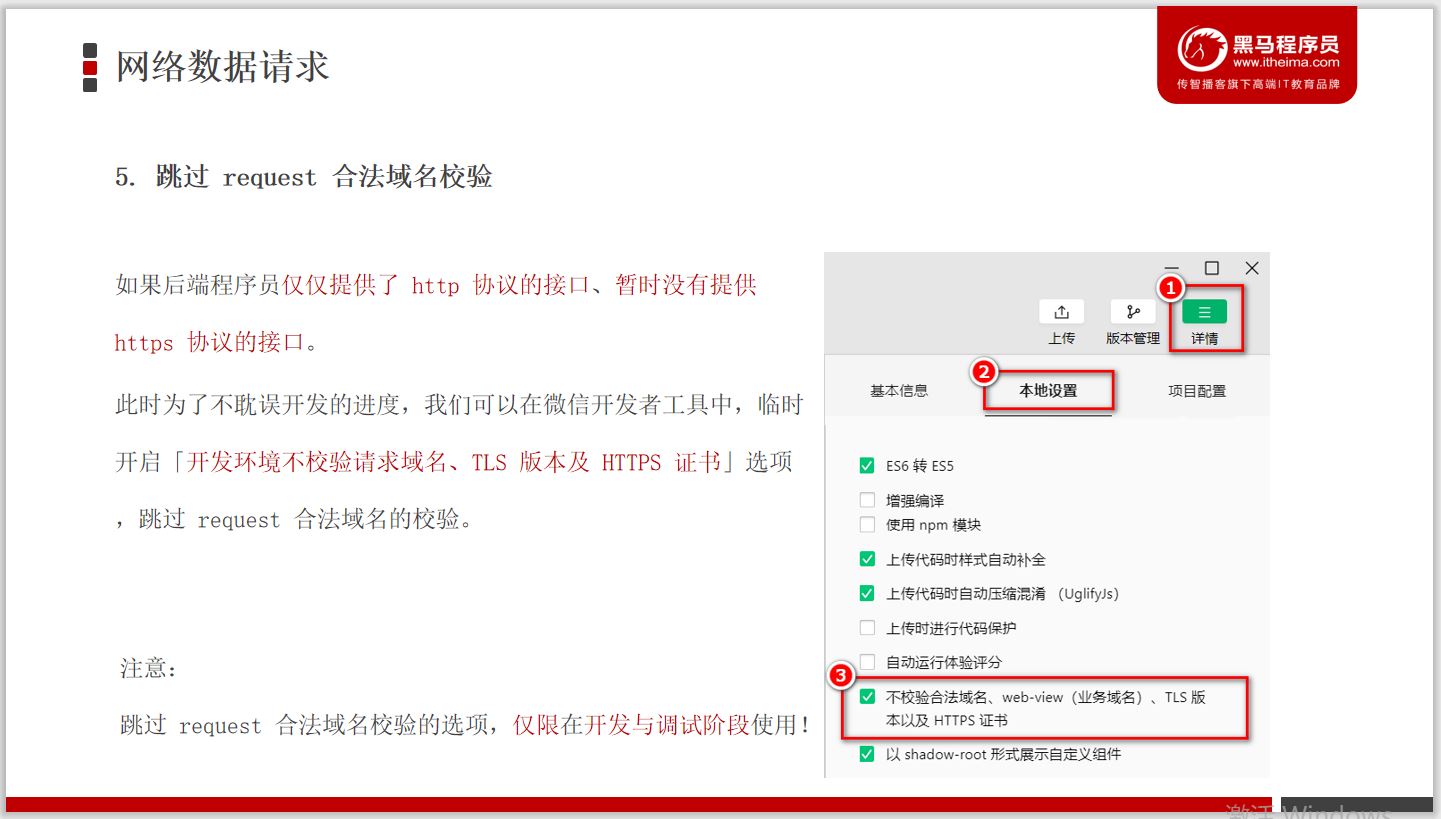 网络数据请求
黑马程序员
www.itheima.com
传智播客旗下高端IT教育品牌
5. 跳过 request 合法域名校验
如果后端程序员仅仅提供了 http 协议的接口、暂时没有提供
https 协议的接口。
此时为了不耽误开发的进度，我们可以在微信开发者工具中，临时
开启「开发环境不校验请求域名、TLS 版本及 HTTPS 证书」选项
，跳过 request 合法域名的校验。
注意：
跳过 request 合法域名校验的选项，仅限在开发与调试阶段使用！
1
上传 版本管理 详情
2
基本信息 本地设置 项目配置
ES6 转 ES5
增强编译
使用 npm 模块
上传代码时样式自动补全
上传代码时自动压缩混淆 （UglifyJs）
上传时进行代码保护
自动运行体验评分
3
不校验合法域名、web-view（业务域名）、TLS 版
本以及 HTTPS 证书
以 shadow-root 形式展示自定义组件
激活 Windows